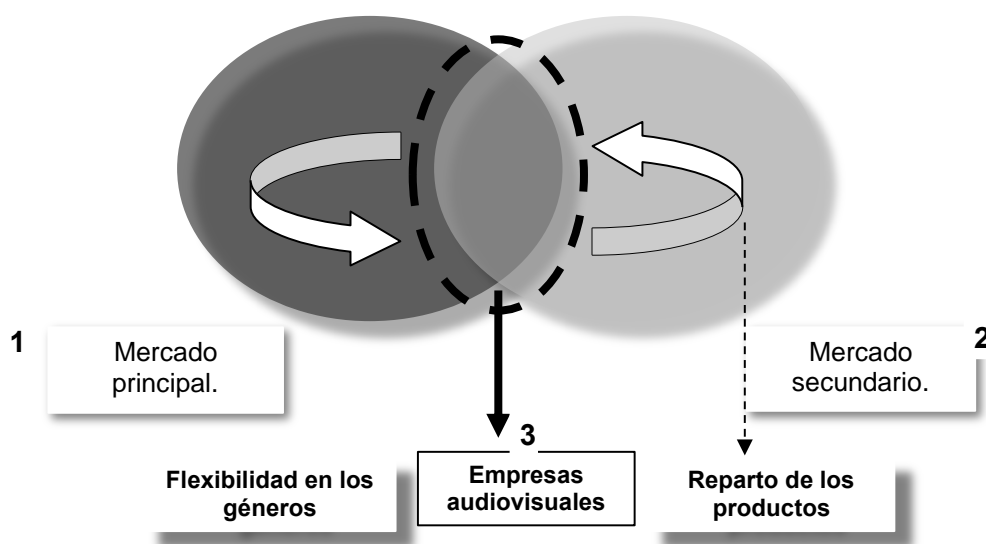 1
Mercado
principal.
2
Mercado
secundario.
3
Flexibilidad en los
géneros
Empresas
audiovisuales
Reparto de los
productos